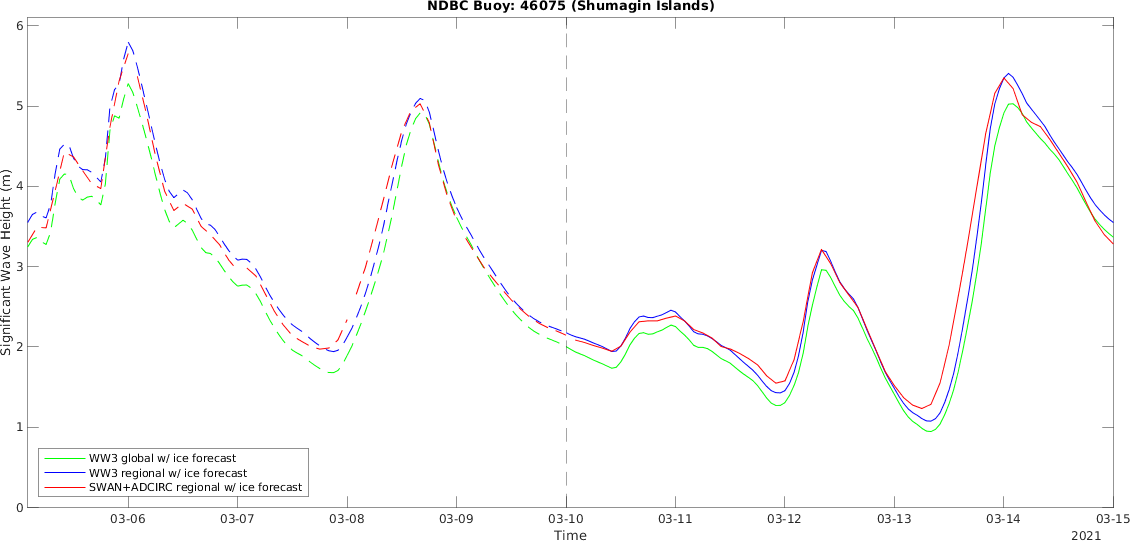 NDBC Buoy: 46075 (Shumagin Islands)
6
5
4
3
2
1
0
Significant Wave Height (m)
WW3 global w/ ice forecast
WW3 regional w/ ice forecast
SWAN+ADCIRC regional w/ ice forecast
03-06 03-07 03-08 03-09 03-10 03-11 03-12 03-13 03-14 03-15
Time
2021